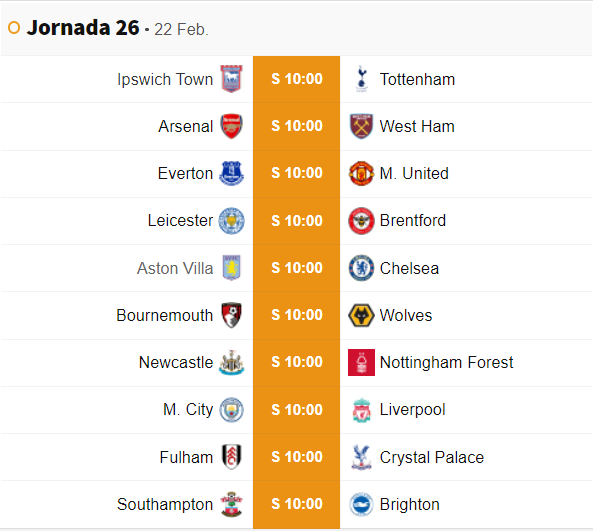 Jornada 26 · 22 Feb.
Ipswich Town S 10:00 Tottenham
Arsenal S 10:00 West Ham
Everton S 10:00 M. United
Leicester S 10:00 Brentford
Aston Villa S 10:00 Chelsea
Bournemouth S 10:00 Wolves
Newcastle S 10:00 Nottingham Forest
M. City S 10:00 Liverpool
Fulham S 10:00 Crystal Palace
Southampton S 10:00 Brighton